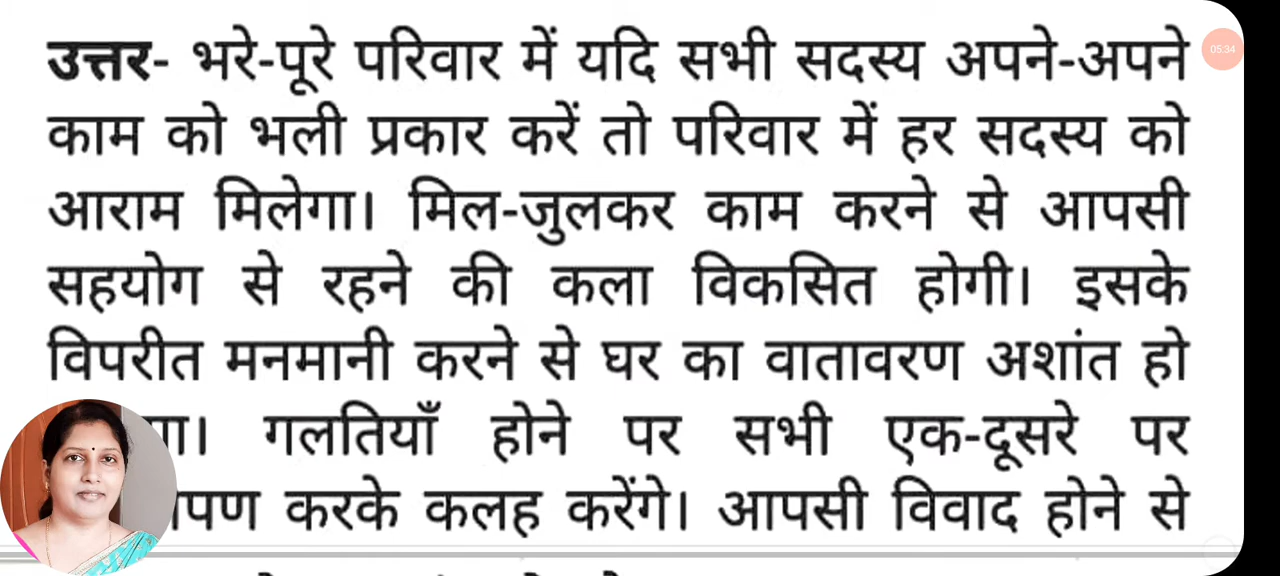 उत्तर- भरे-पूरे परिवार में यदि सभी सदस्य अपने-अपने
05:34
काम को भली प्रकार करें तो परिवार में हर सदस्य को
आराम मिलेगा। मिल-जुलकर काम करने से आपसी
सहयोग से रहने की कला विकसित होगी। इसके
विपरीत मनमानी करने से घर का वातावरण अशांत हो
गलतियाँ होने पर सभी एक-दूसरे पर
करके कलह करेंगे। आपसी विवाद होने से